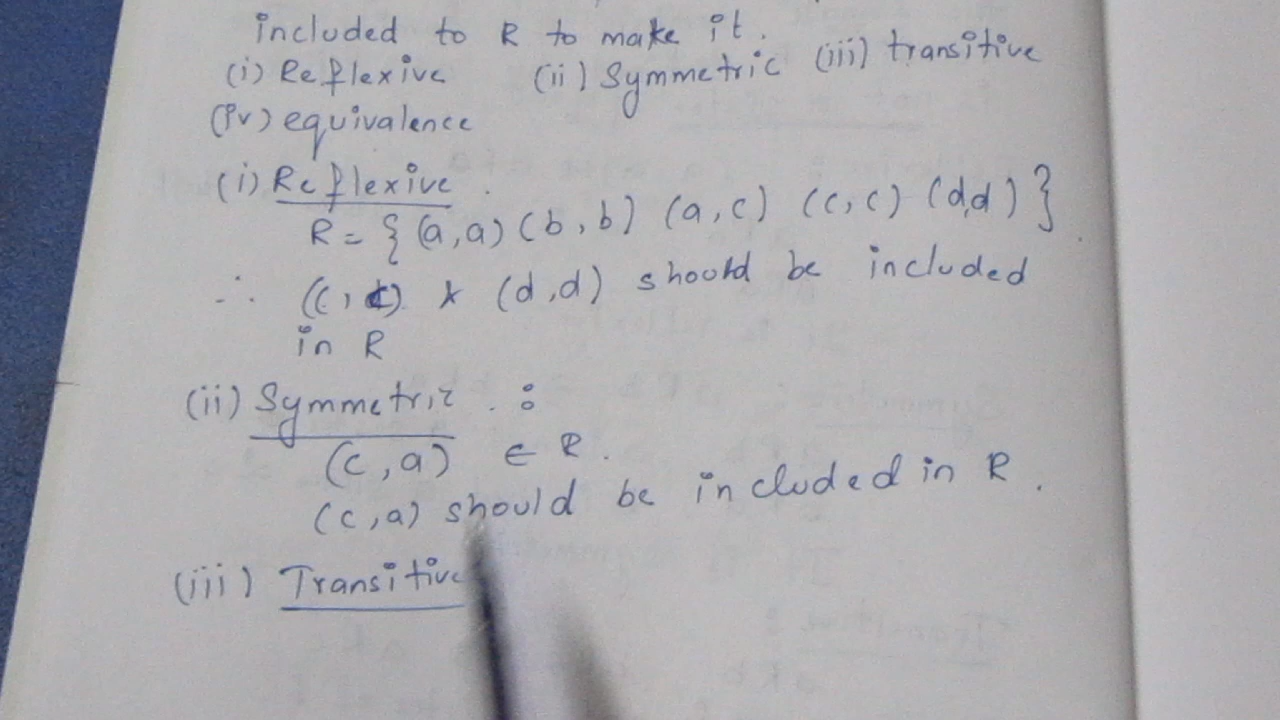 included to R to make it.
(i) Reflexive (ii) Symmetric (iii) transitive
(iv) equivalence
(i) Reflexive.
R = { (a,a) (b,b) (a,c) (c,c) (d,d) }
∴ (c,c) & (d,d) should be included
in R
(ii) Symmetric . :
(c,a) ∈ R.
(c,a) should be included in R.
(iii) Transitive